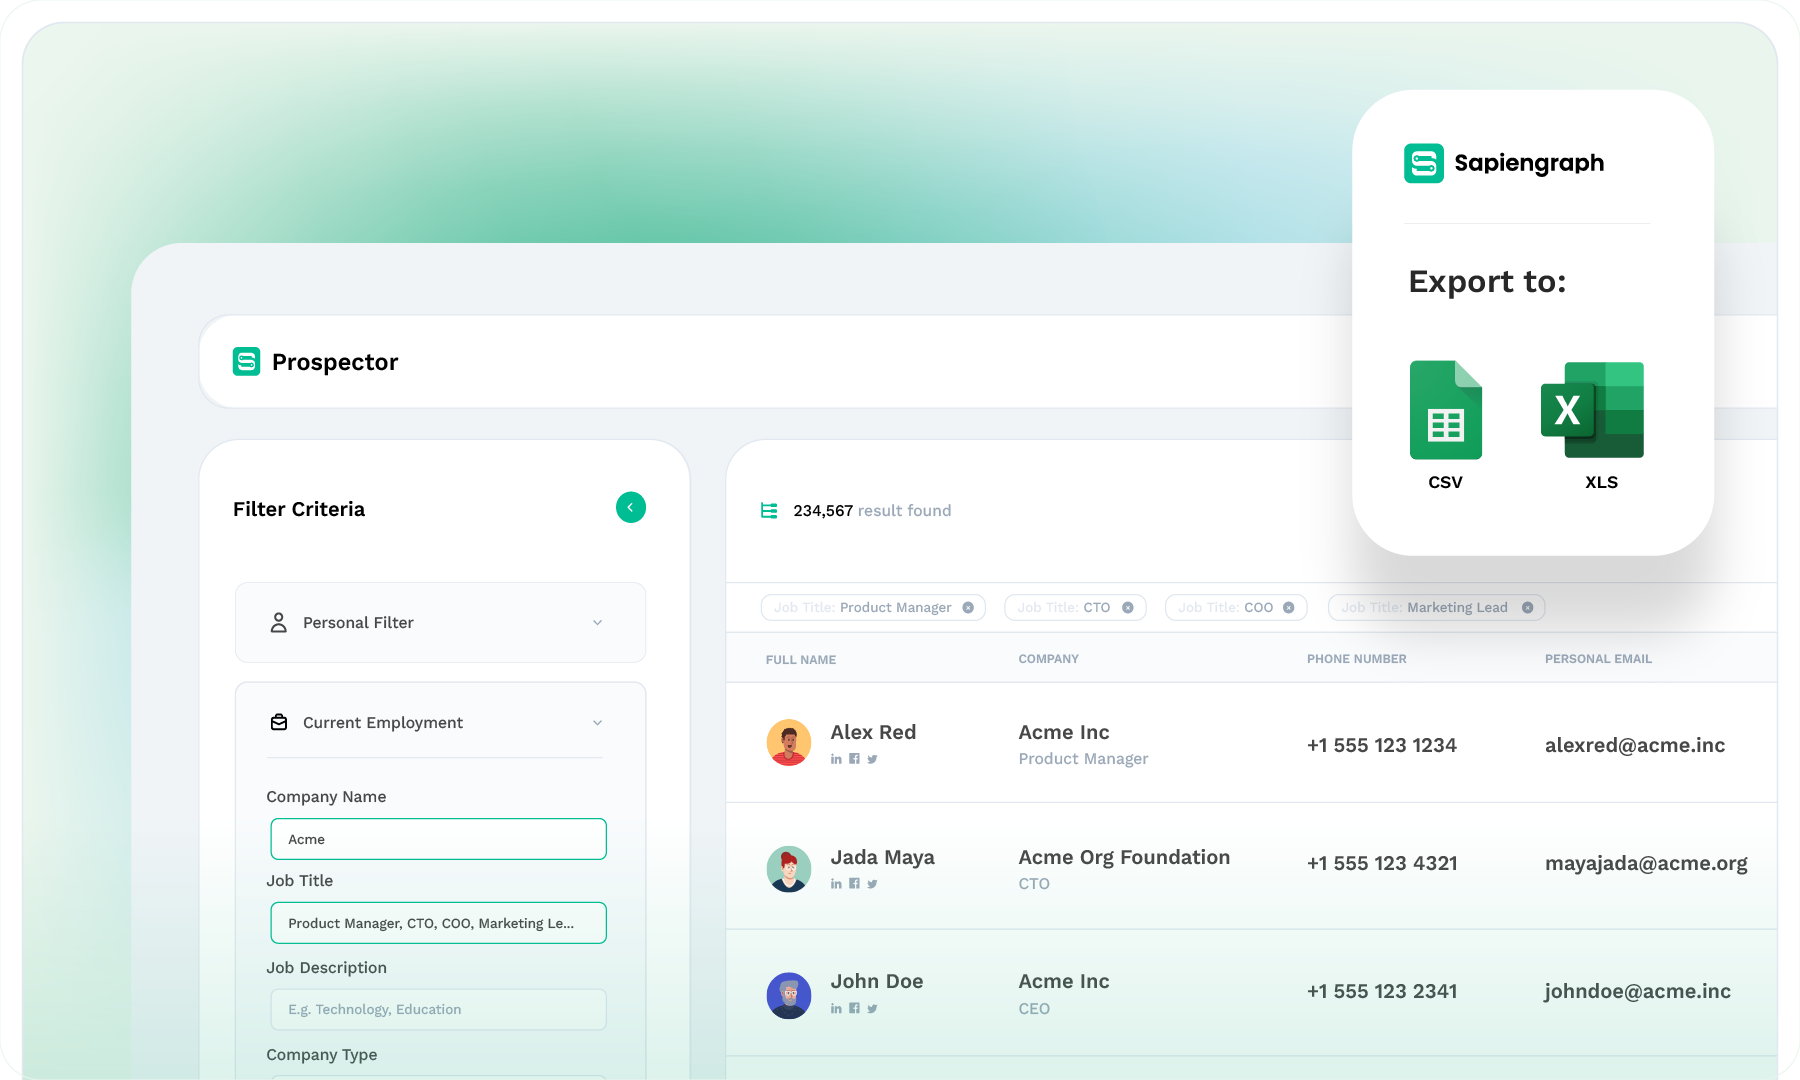 Sapiengraph
Export to:
CSV XLS
Prospector
Filter Criteria
Personal Filter
Current Employment
Company Name
Acme
Job Title
Product Manager, CTO, COO, Marketing Le...
Job Description
E.g. Technology, Education
Company Type
234,567 result found
Job Title: Product Manager Job Title: CTO Job Title: COO Job Title: Marketing Lead
FULL NAME COMPANY PHONE NUMBER PERSONAL EMAIL
Alex Red Acme Inc +1 555 123 1234 alexred@acme.inc
Product Manager
Jada Maya Acme Org Foundation +1 555 123 4321 mayajada@acme.org
CTO
John Doe Acme Inc +1 555 123 2341 johndoe@acme.inc
CEO